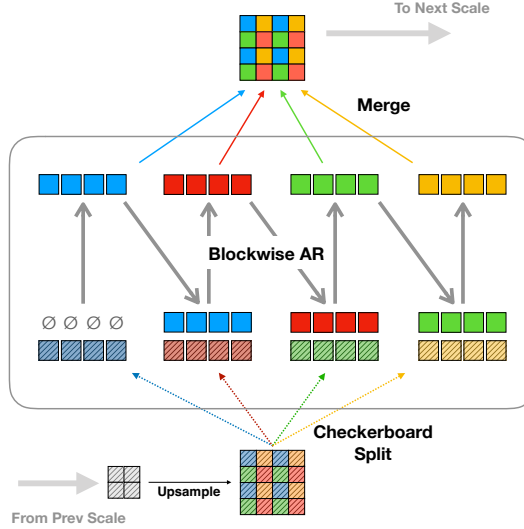 To Next Scale
Merge
Blockwise AR
∅ ∅ ∅ ∅
Checkerboard
Split
Upsample
From Prev Scale